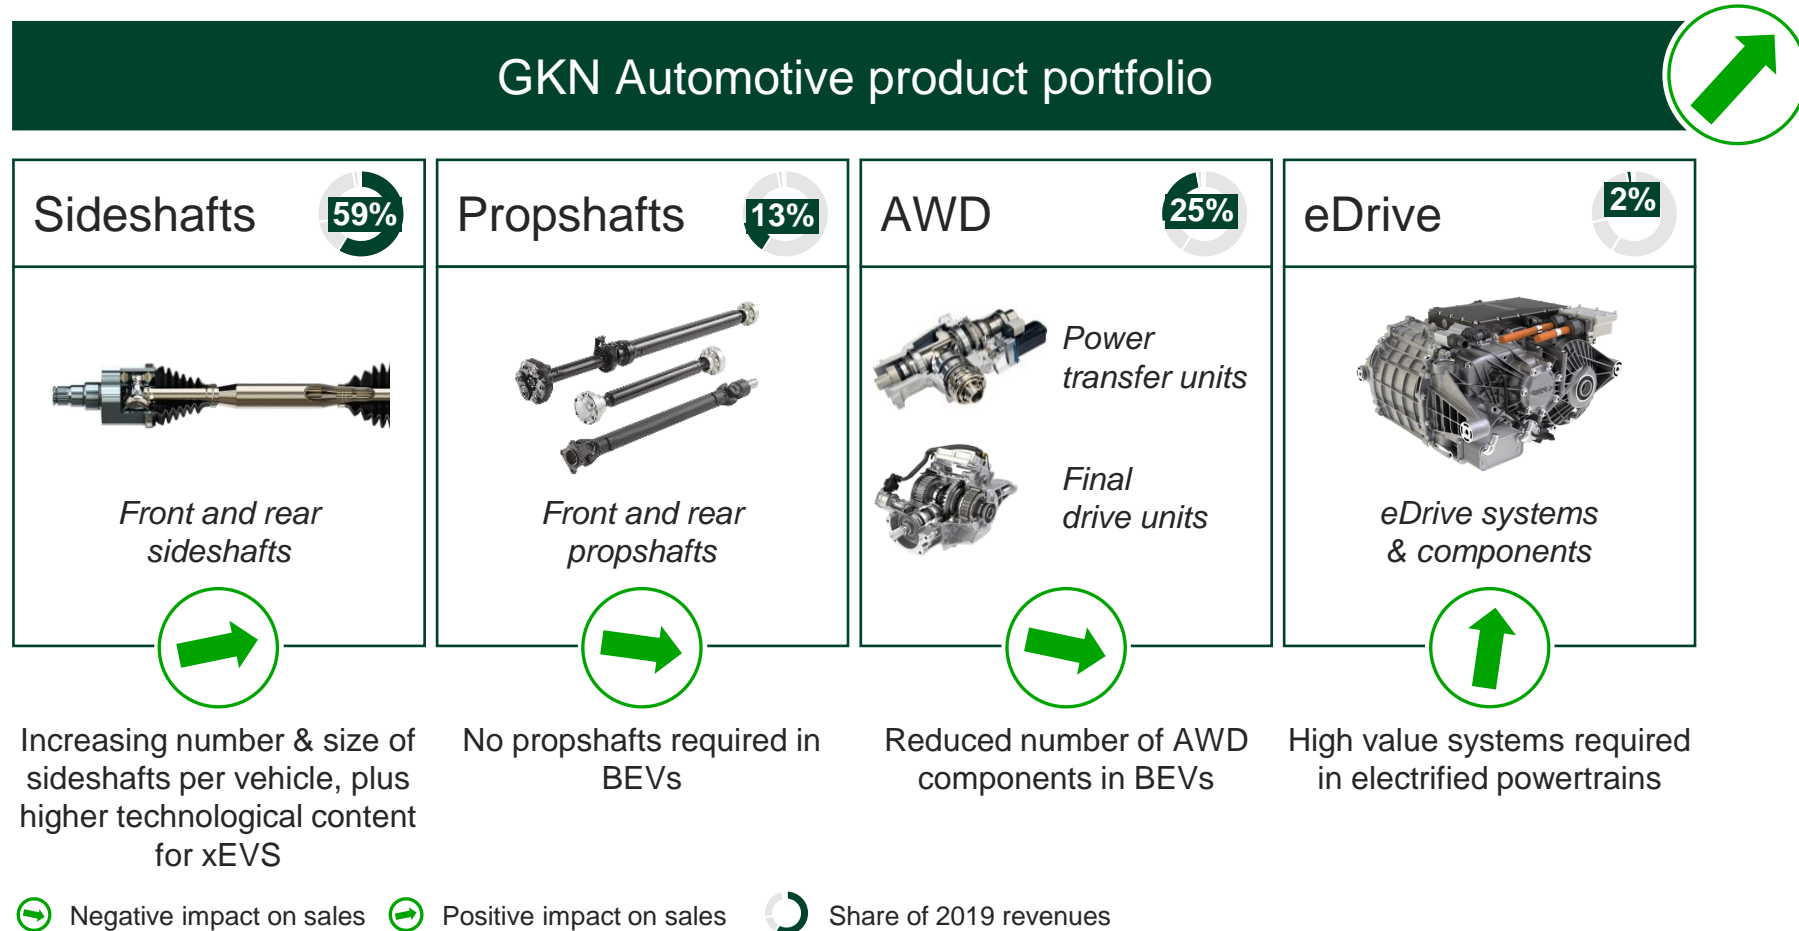 GKN Automotive product portfolio
Sideshafts
59%
Propshafts
13%
AWD
25%
eDrive
2%
Front and rear
sideshafts
Front and rear
propshafts
Power
transfer units
Final
drive units
eDrive systems
& components
Increasing number & size of
sideshafts per vehicle, plus
higher technological content
for xEVS
No propshafts required in
BEVs
Reduced number of AWD
components in BEVs
High value systems required
in electrified powertrains
Negative impact on sales
Positive impact on sales
Share of 2019 revenues